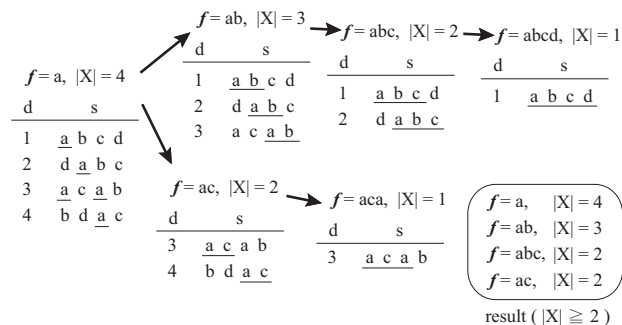 f = a, |X| = 4
d s
1 a b c d
2 d a b c
3 a c a b
4 b d a c
f = ab, |X| = 3
d s
1 a b c d
2 d a b c
3 a c a b
f = abc, |X| = 2
d s
1 a b c d
2 d a b c
f = abcd, |X| = 1
d s
1 a b c d
f = ac, |X| = 2
d s
3 a c a b
4 b d a c
f = aca, |X| = 1
d s
3 a c a b
f = a, |X| = 4
f = ab, |X| = 3
f = abc, |X| = 2
f = ac, |X| = 2
result ( |X| ≧ 2 )